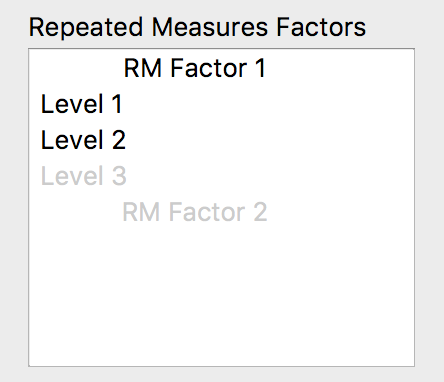 Repeated Measures Factors
RM Factor 1
Level 1
Level 2
Level 3
RM Factor 2